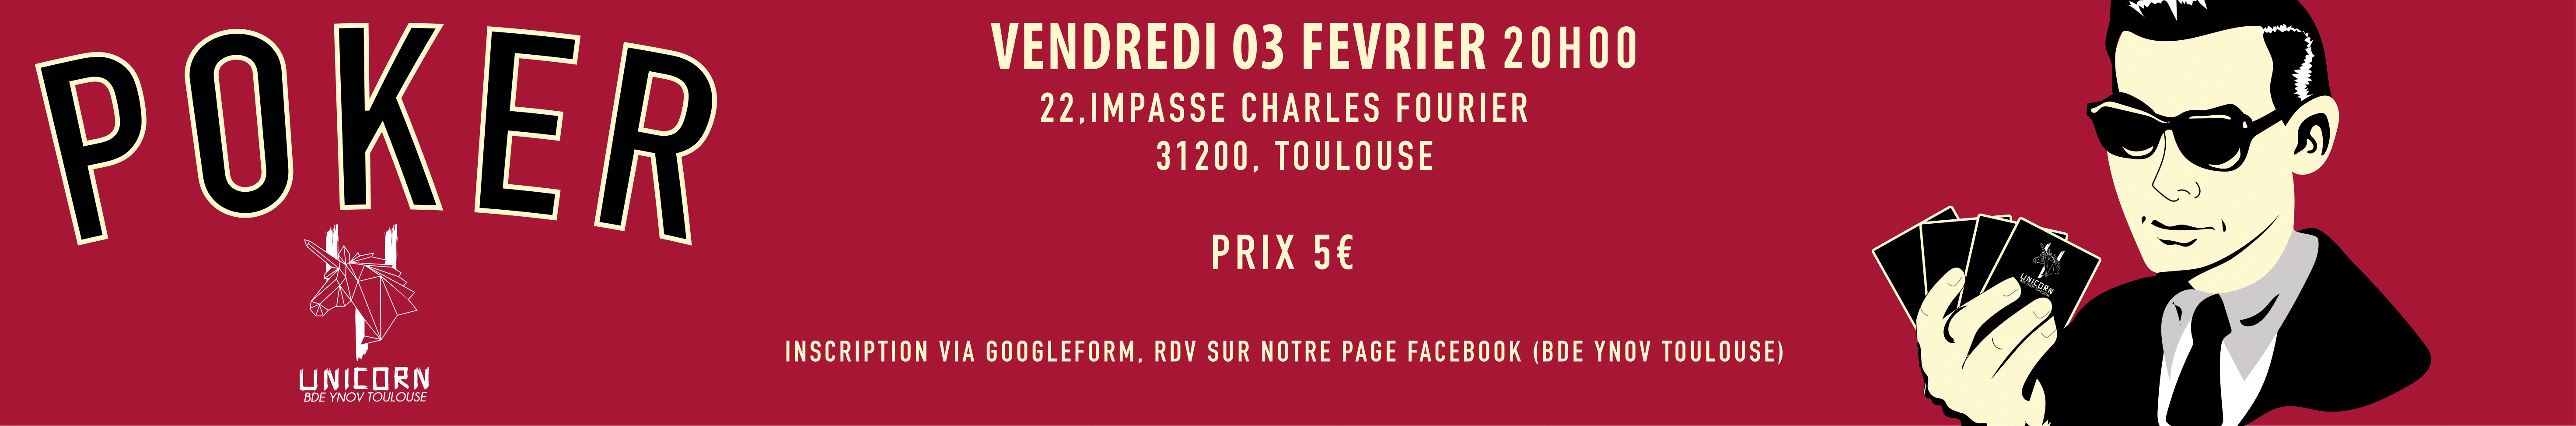 POKER
UNICORN
BDE YNOV TOULOUSE
VENDREDI 03 FEVRIER 20H00
22,IMPASSE CHARLES FOURIER
31200, TOULOUSE
PRIX 5€
INSCRIPTION VIA GOOGLEFORM, RDV SUR NOTRE PAGE FACEBOOK (BDE YNOV TOULOUSE)
UNICORN